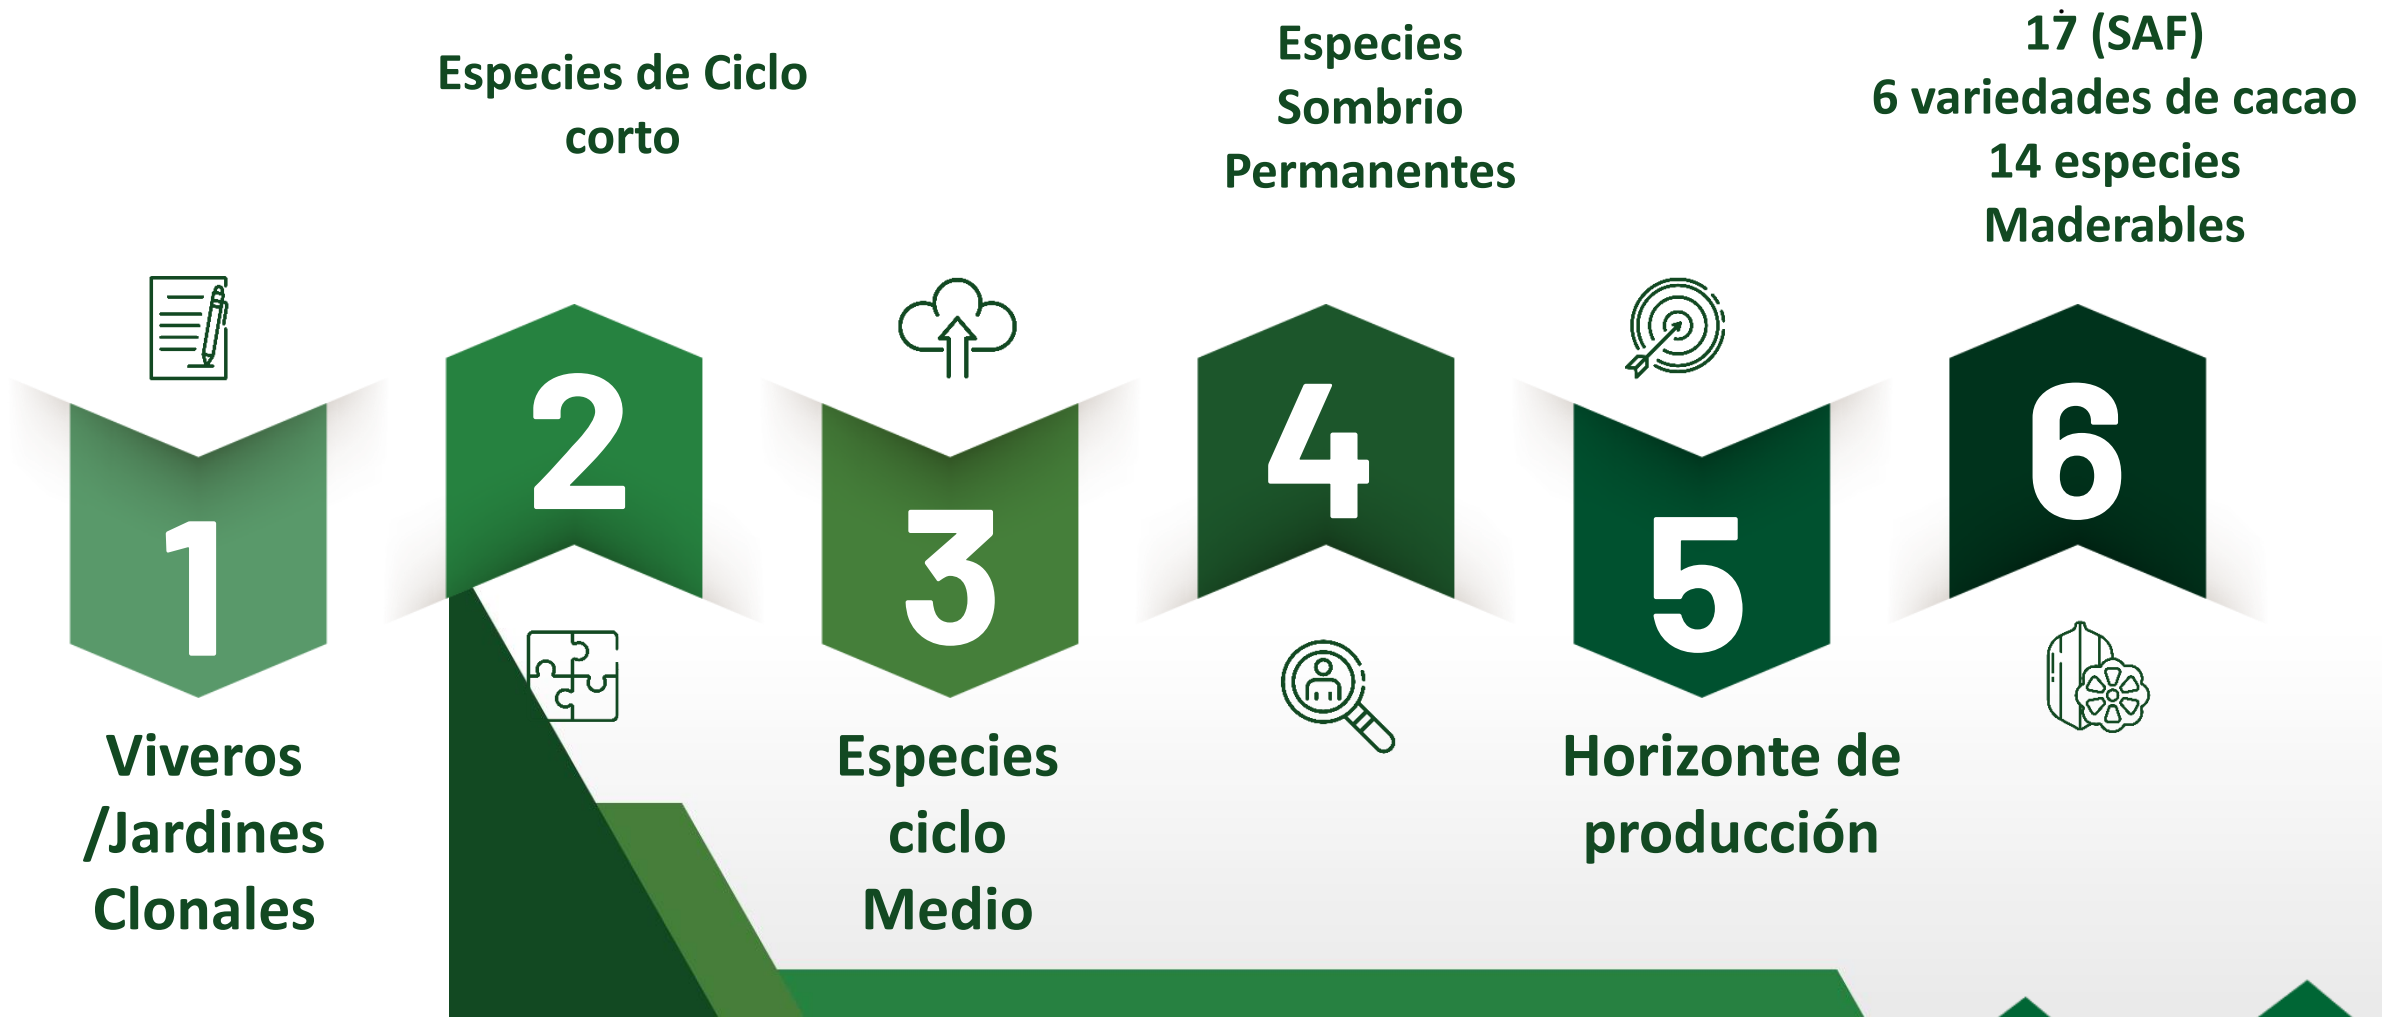 1
Viveros
/Jardines
Clonales
Especies de Ciclo
corto
2
3
Especies
ciclo
Medio
Especies
Sombrio
Permanentes
4
5
Horizonte de
producción
17 (SAF)
6 variedades de cacao
14 especies
Maderables
6